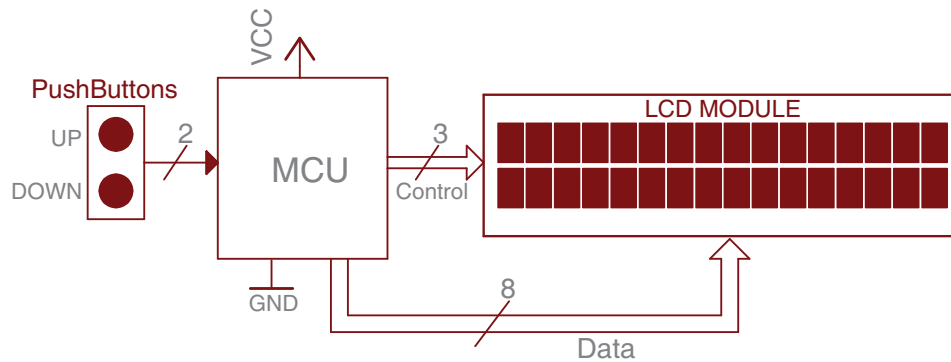 VCC
PushButtons
UP
DOWN
2
MCU
3
Control
LCD MODULE
GND
8
Data